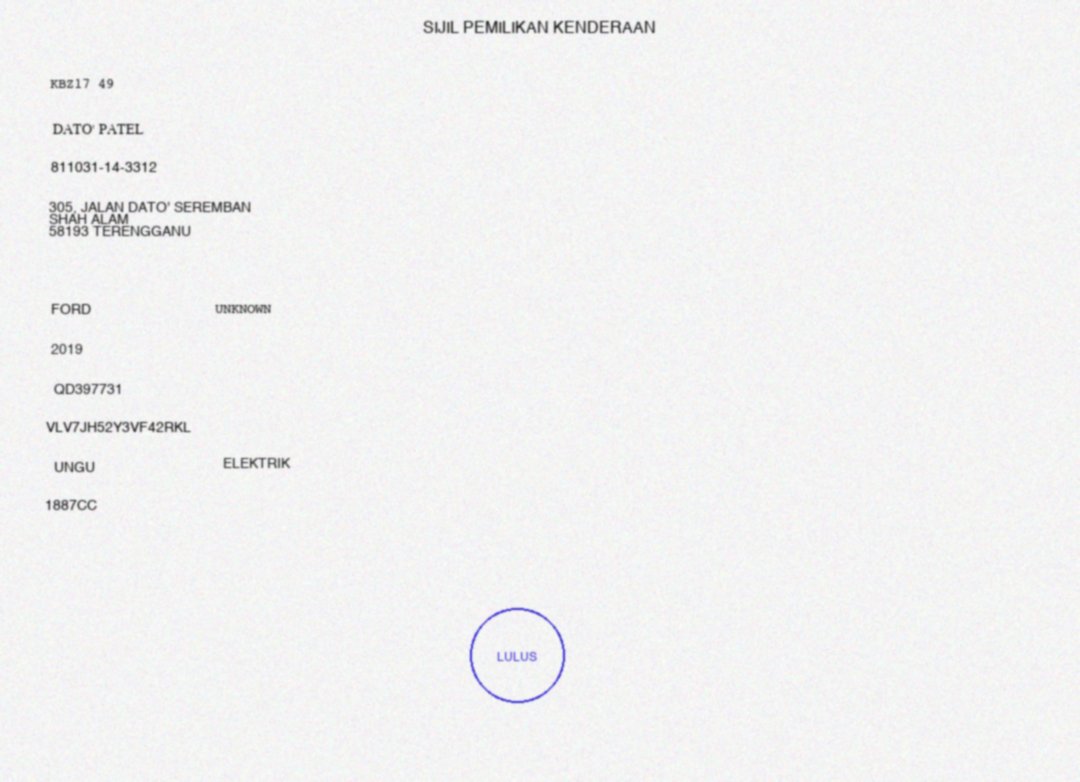 SIJIL PEMILIKAN KENDERAAN
KBZ17 49
DATO' PATEL
811031-14-3312
305, JALAN DATO' SEREMBAN
SHAH ALAM
58193 TERENGGANU
FORD UNKNOWN
2019
QD397731
VLV7JH52Y3VF42RKL
UNGU ELEKTRIK
1887CC
LULUS